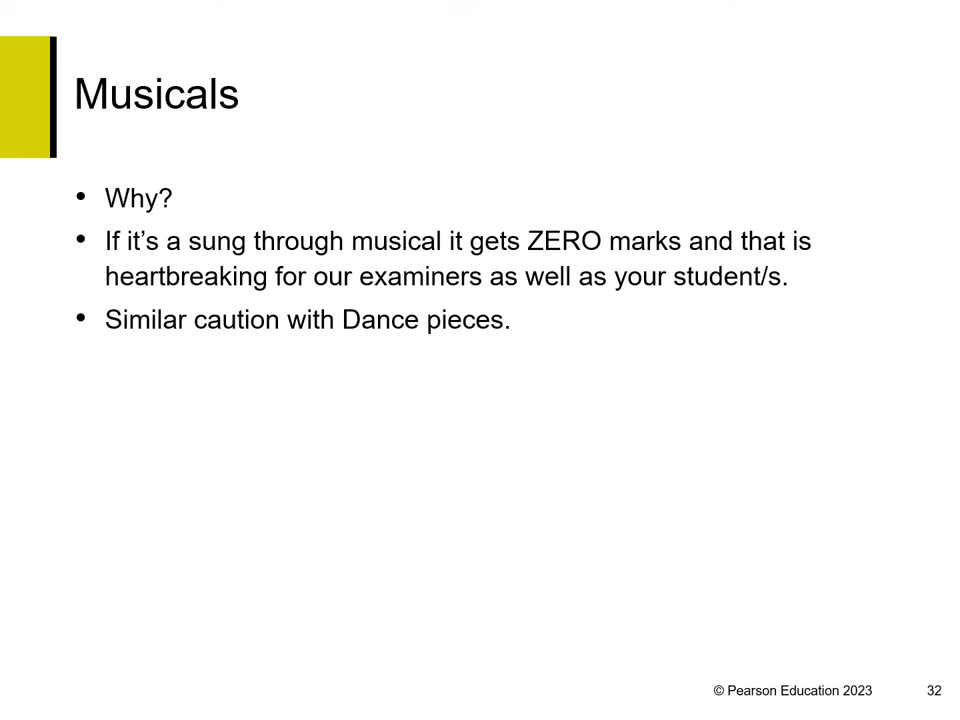 Musicals
• Why?
• If it’s a sung through musical it gets ZERO marks and that is
heartbreaking for our examiners as well as your student/s.
• Similar caution with Dance pieces.
© Pearson Education 2023 32